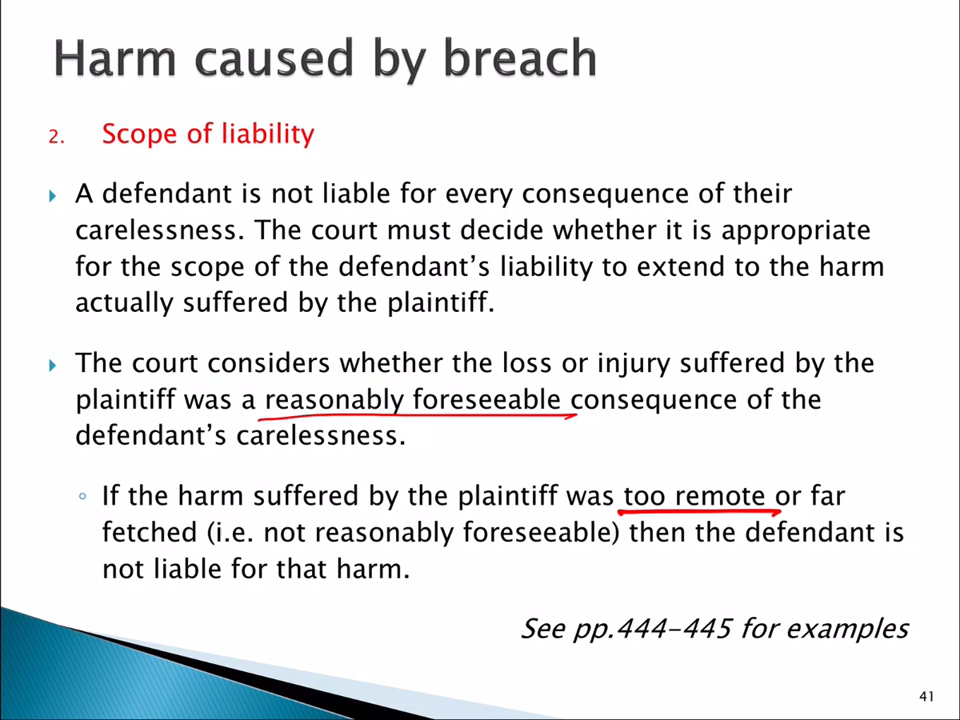 Harm caused by breach
2. Scope of liability
A defendant is not liable for every consequence of their
carelessness. The court must decide whether it is appropriate
for the scope of the defendant's liability to extend to the harm
actually suffered by the plaintiff.
The court considers whether the loss or injury suffered by the
plaintiff was a reasonably foreseeable consequence of the
defendant's carelessness.
If the harm suffered by the plaintiff was too remote or far
fetched (i.e. not reasonably foreseeable) then the defendant is
not liable for that harm.
See pp.444-445 for examples
41